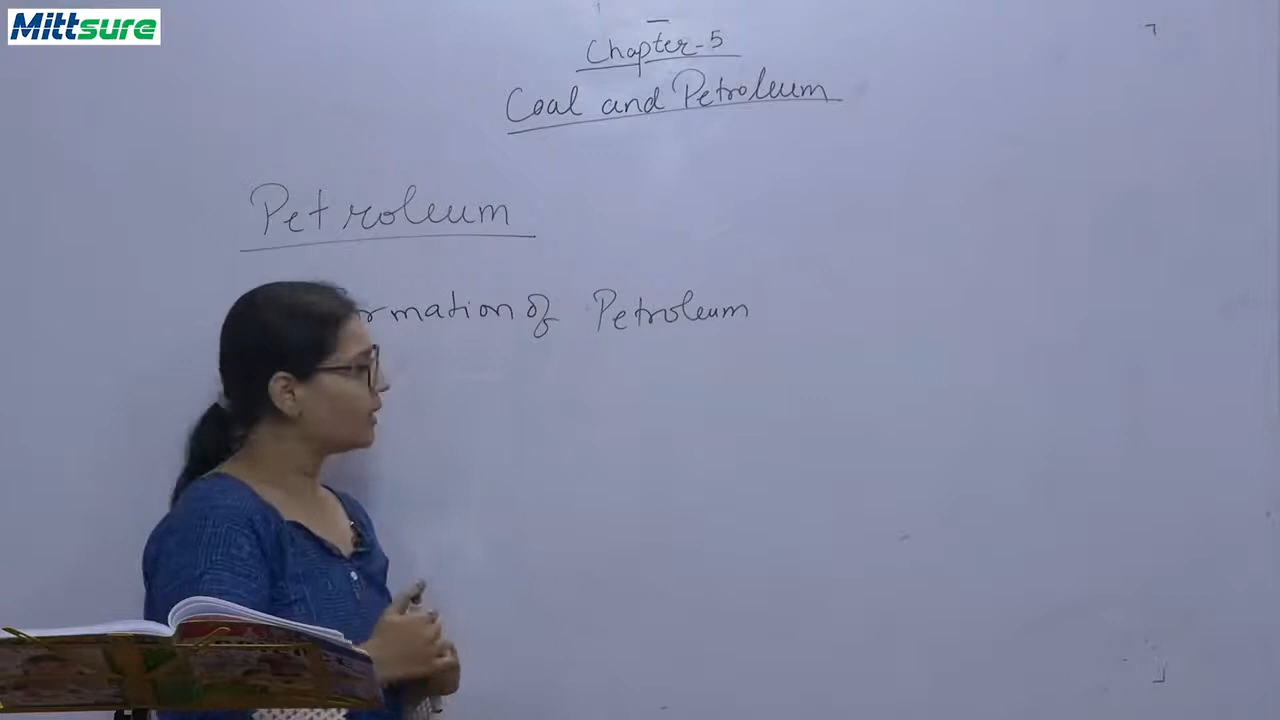 Mittsure
Chapter-5
Coal and Petroleum
Petroleum
rmation of Petroleum